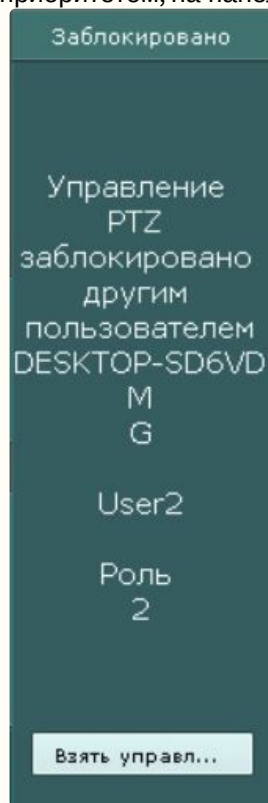 Заблокировано
Управление
PTZ
заблокировано
другим
пользователем
DESKTOP-SD6VD
M
G
User2
Роль
2
Взять управл...